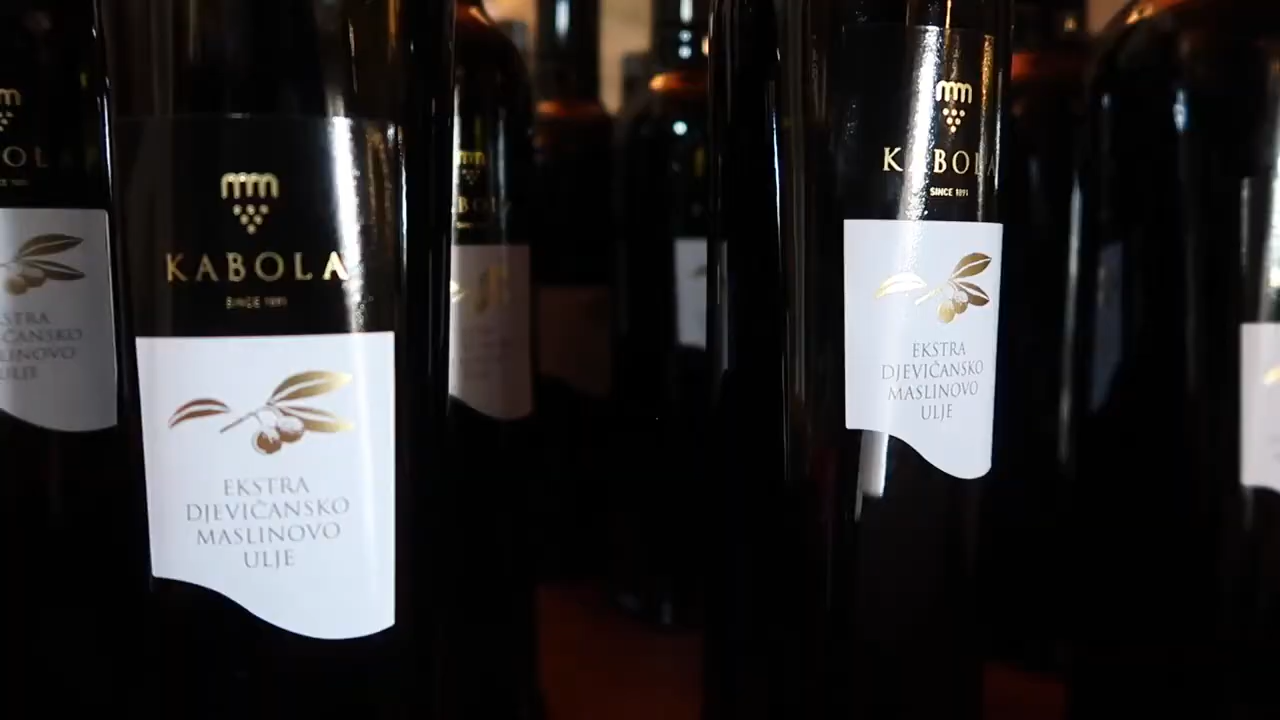 KABOLA
SINCE 1891
EKSTRA
DJEVIČANSKO
MASLINOVO
ULJE
KABOLA
SINCE 1891
EKSTRA
DJEVIČANSKO
MASLINOVO
ULJE